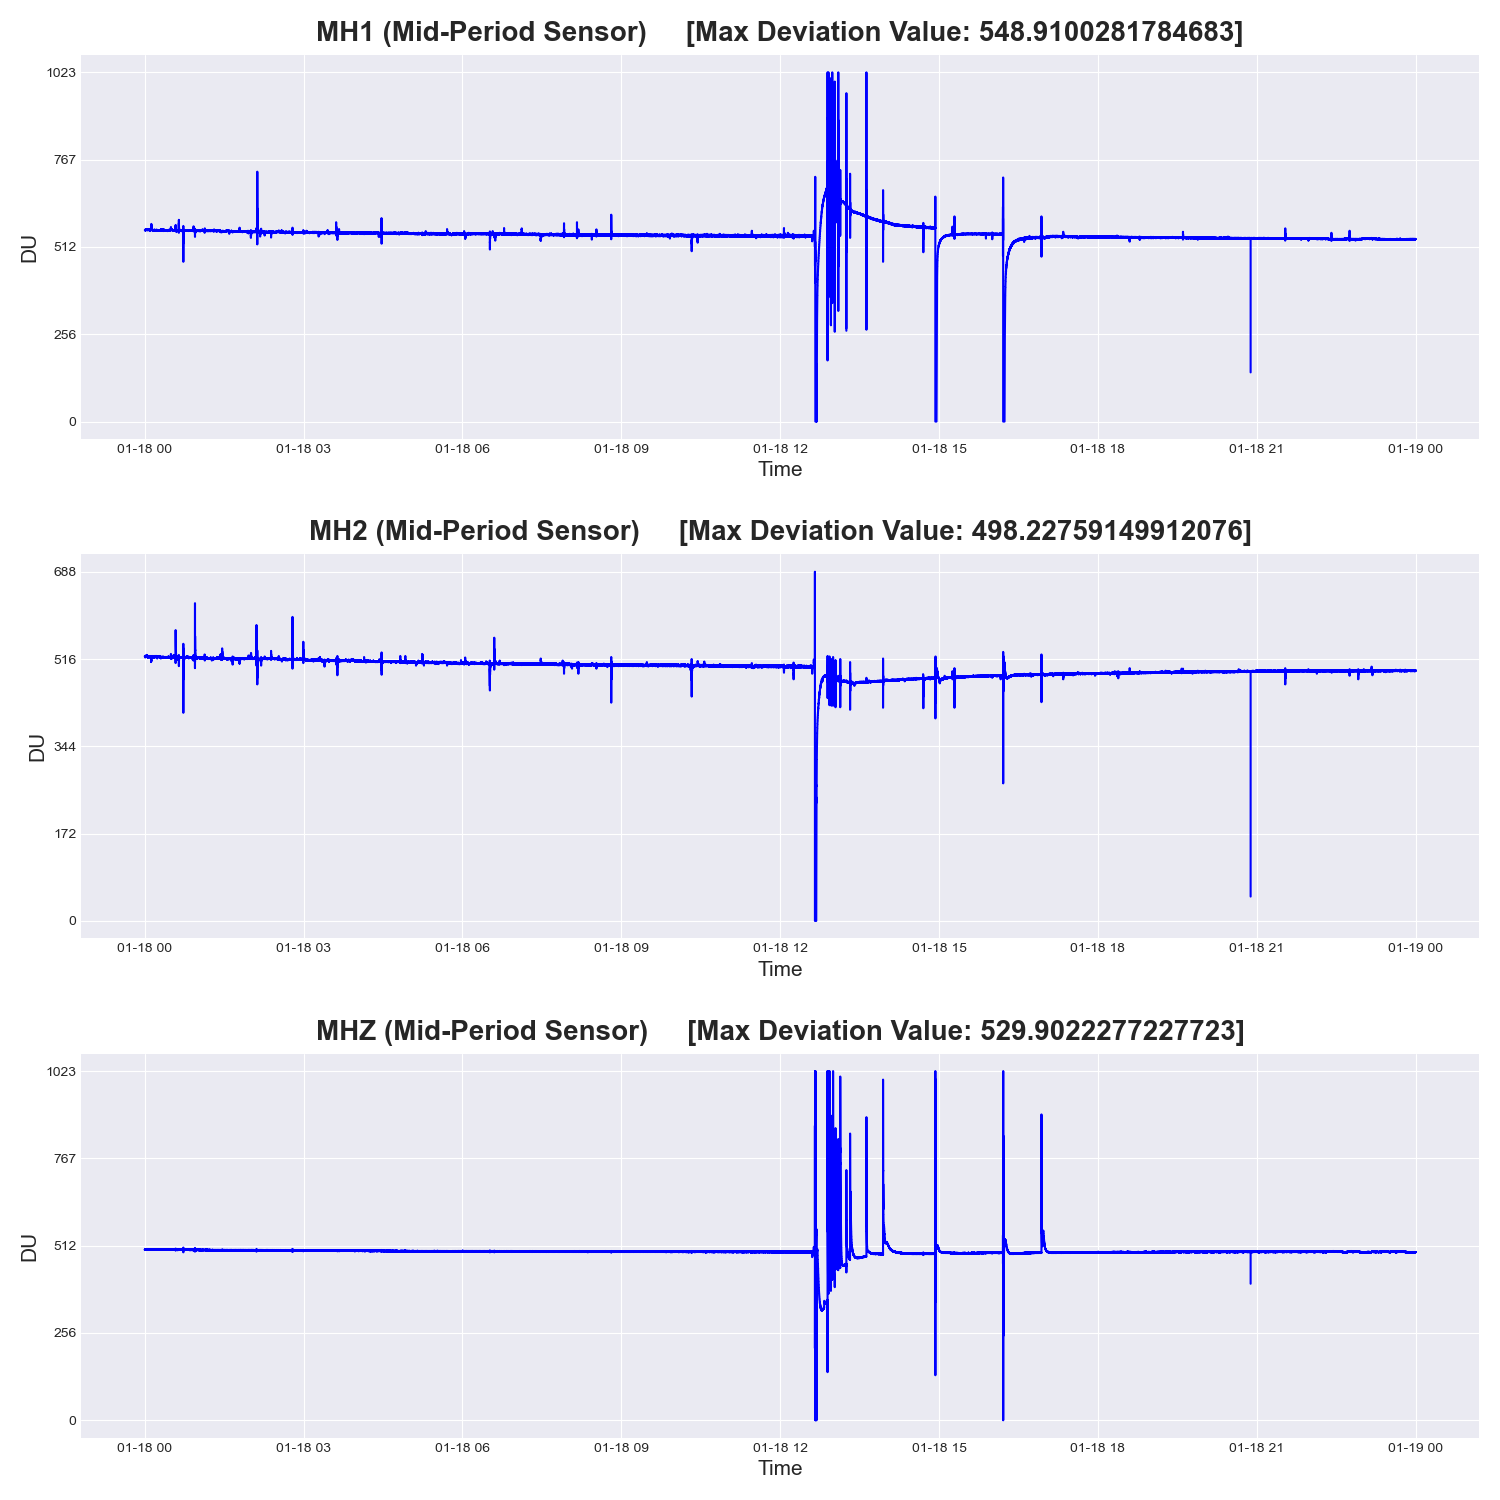 MH1 (Mid-Period Sensor) [Max Deviation Value: 548.9100281784683]
1023
767
512
256
0
DU
01-18 00 01-18 03 01-18 06 01-18 09 01-18 12 01-18 15 01-18 18 01-18 21 01-19 00
Time
MH2 (Mid-Period Sensor) [Max Deviation Value: 498.22759149912076]
688
516
344
172
0
DU
01-18 00 01-18 03 01-18 06 01-18 09 01-18 12 01-18 15 01-18 18 01-18 21 01-19 00
Time
MHZ (Mid-Period Sensor) [Max Deviation Value: 529.9022277227723]
1023
767
512
256
0
DU
01-18 00 01-18 03 01-18 06 01-18 09 01-18 12 01-18 15 01-18 18 01-18 21 01-19 00
Time